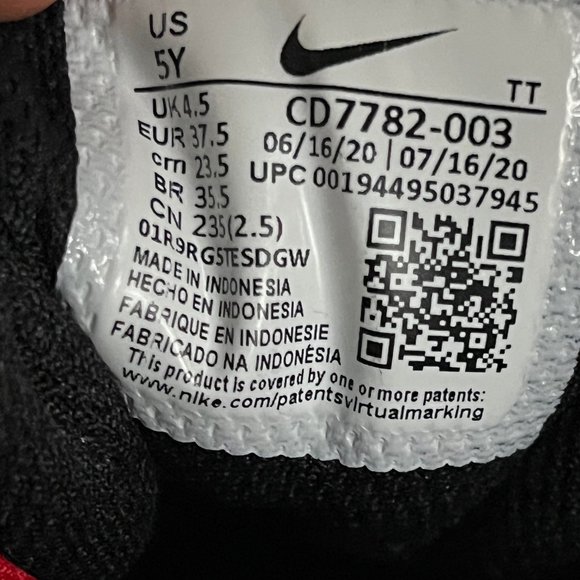 US
5Y
TT
UK 4.5
EUR 37.5
cm 23.5
BR 35.5
CN 235(2.5)
CD7782-003
06/16/20 | 07/16/20
UPC 00194495037945
01R9RG5TESDGW
MADE IN INDONESIA
HECHO EN INDONESIA
FABRIQUE EN INDONESIE
FABRICADO NA INDONÉSIA
This product is covered by one or more patents:
www.nike.com/patentsvirtualmarking